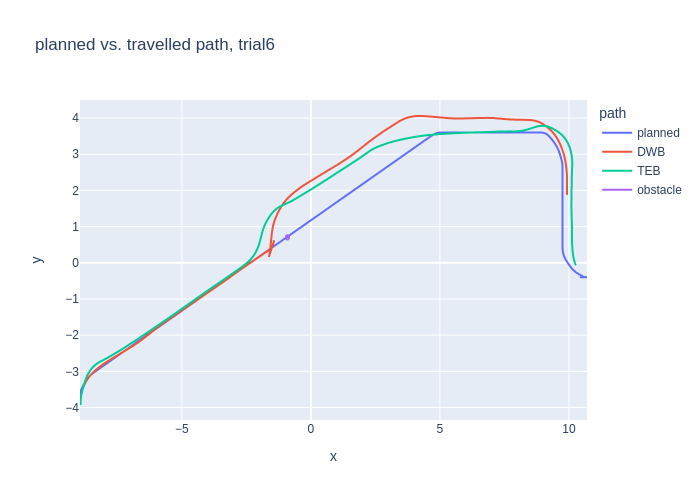 planned vs. travelled path, trial6
path
planned
DWB
TEB
obstacle
4
3
2
1
0
−1
−2
−3
−4
y
−5
0
5
10
x